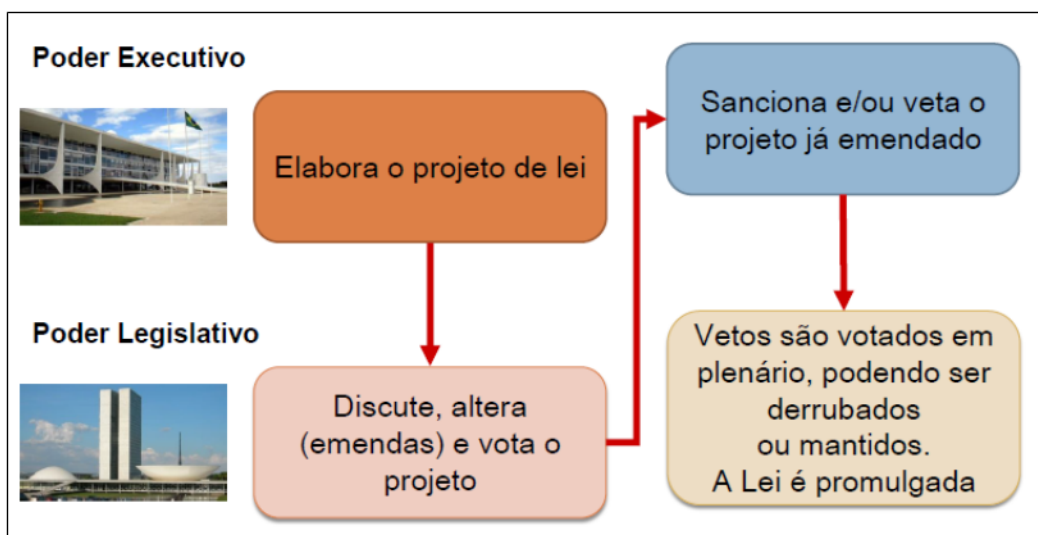 Poder Executivo
Elabora o projeto de lei
Sanciona e/ou veta o
projeto já emendado
Poder Legislativo
Discute, altera
(emendas) e vota o
projeto
Vetos são votados em
plenário, podendo ser
derrubados
ou mantidos.
A Lei é promulgada